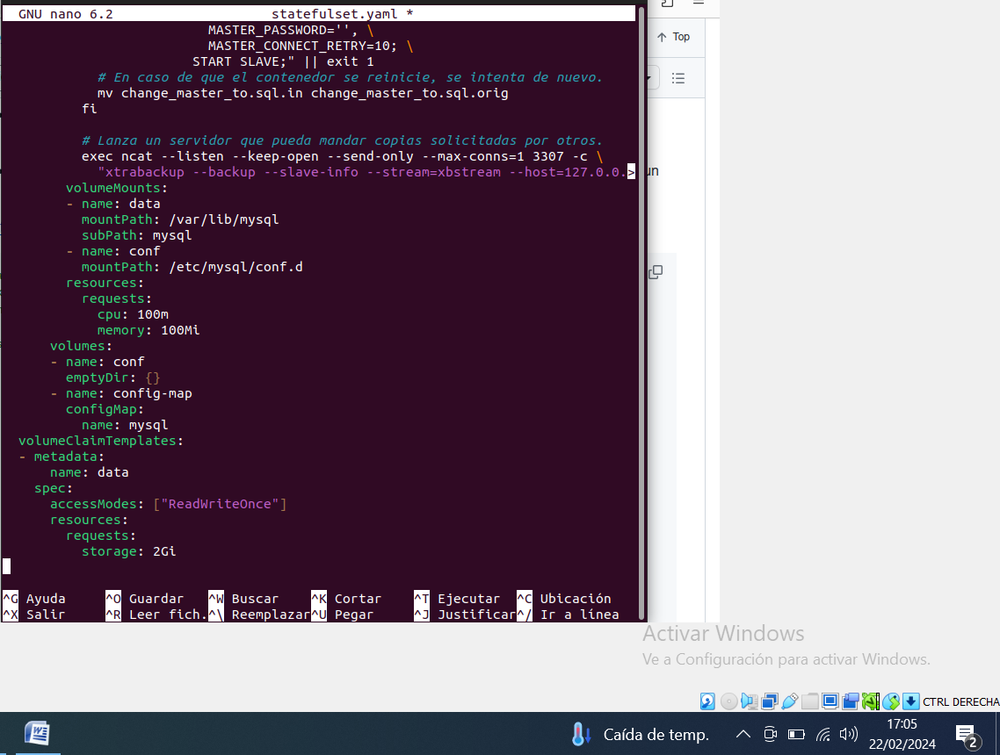 GNU nano 6.2 statefulset.yaml *
MASTER_PASSWORD='', \
MASTER_CONNECT_RETRY=10; \
START SLAVE;" || exit 1
# En caso de que el contenedor se reinicie, se intenta de nuevo.
mv change_master_to.sql.in change_master_to.sql.orig
fi
# Lanza un servidor que pueda mandar copias solicitadas por otros.
exec ncat --listen --keep-open --send-only --max-conns=1 3307 -c \
"xtrabackup --backup --slave-info --stream=xbstream --host=127.0.0.>
volumeMounts:
- name: data
mountPath: /var/lib/mysql
subPath: mysql
- name: conf
mountPath: /etc/mysql/conf.d
resources:
requests:
cpu: 100m
memory: 100Mi
volumes:
- name: conf
emptyDir: {}
- name: config-map
configMap:
name: mysql
volumeClaimTemplates:
- metadata:
name: data
spec:
accessModes: ["ReadWriteOnce"]
resources:
requests:
storage: 2Gi
^G Ayuda ^O Guardar ^W Buscar ^K Cortar ^T Ejecutar ^C Ubicación
^X Salir ^R Leer fich. ^\ Reemplazar ^U Pegar ^J Justificar ^/ Ir a línea
Top
un
Activar Windows
Ve a Configuración para activar Windows.
CTRL DERECHA
Caída de temp.
17:05
22/02/2024
2